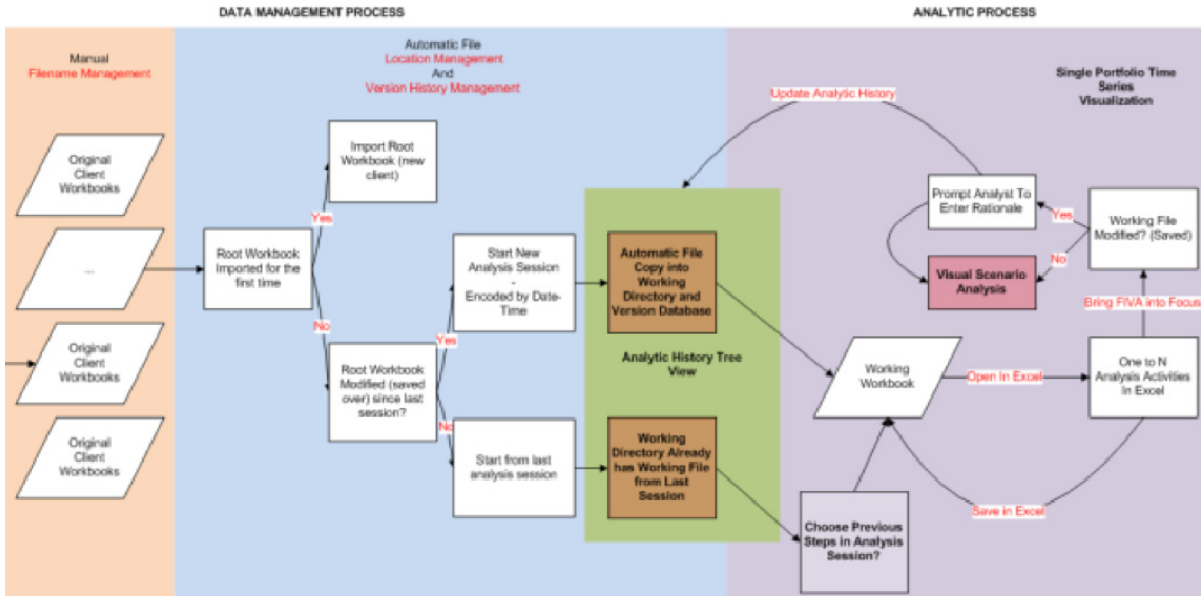 DATA MANAGEMENT PROCESS
ANALYTIC PROCESS
Manual
Filename Management
Automatic File
Location Management
And
Version History Management
Single Portfolio Time
Series
Visualization
Update Analytic History
Original
Client
Workbooks
...
Original
Client
Workbooks
Original
Client
Workbooks
Root Workbook
Imported for the
first time
Yes
No
Import Root
Workbook (new
client)
Root Workbook
Modified (saved
over) since last
session?
Yes
No
Start New
Analysis Session
-
Encoded by Date-
Time
Start from last
analysis session
Automatic File
Copy into
Working
Directory and
Version Database
Analytic History Tree
View
Working
Directory Already
has Working File
from Last
Session
Prompt Analyst To
Enter Rationale
Yes
No
Working File
Modified? (Saved)
Visual Scenario
Analysis
Bring FIVA into Focus
Working
Workbook
Open In Excel
One to N
Analysis Activities
In Excel
Save in Excel
Choose Previous
Steps in Analysis
Session?